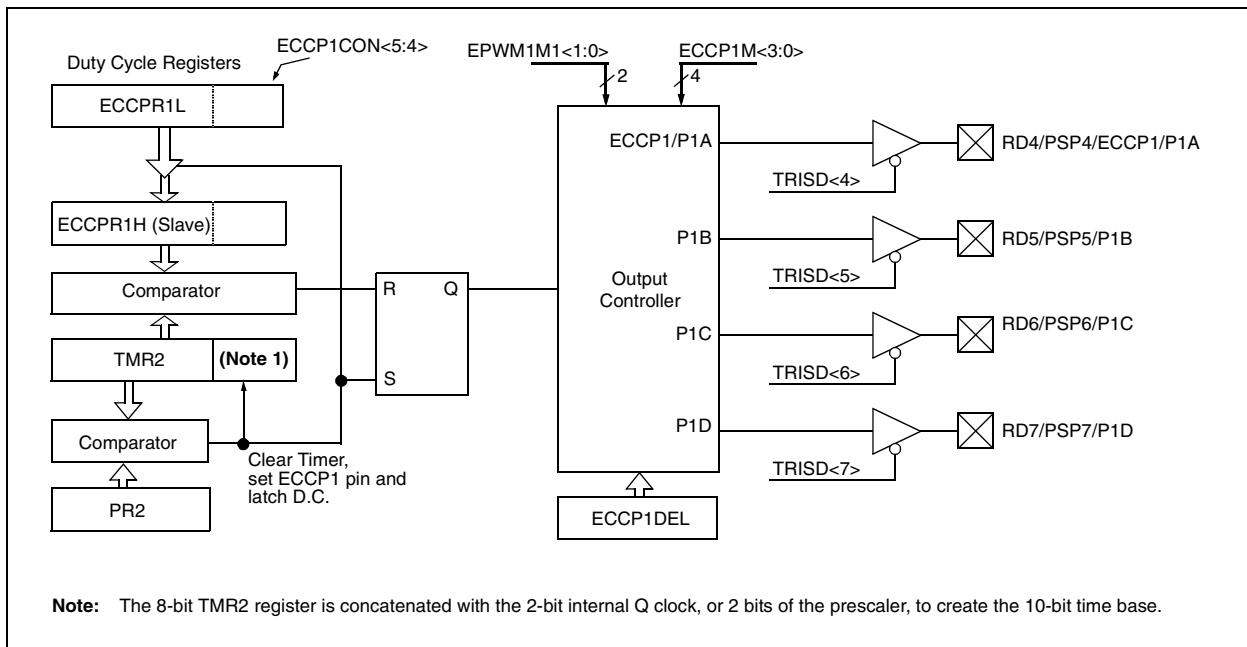 ECCP1CON<5:4>
Duty Cycle Registers
ECCPR1L
ECCPR1H (Slave)
Comparator
TMR2
(Note 1)
Comparator
PR2
Clear Timer,
set ECCP1 pin and
latch D.C.
R
Q
S
EPWM1M1<1:0>
2
ECCP1M<3:0>
4
Output
Controller
ECCP1/P1A
P1B
P1C
P1D
ECCP1DEL
TRISD<4>
RD4/PSP4/ECCP1/P1A
TRISD<5>
RD5/PSP5/P1B
TRISD<6>
RD6/PSP6/P1C
TRISD<7>
RD7/PSP7/P1D
Note: The 8-bit TMR2 register is concatenated with the 2-bit internal Q clock, or 2 bits of the prescaler, to create the 10-bit time base.